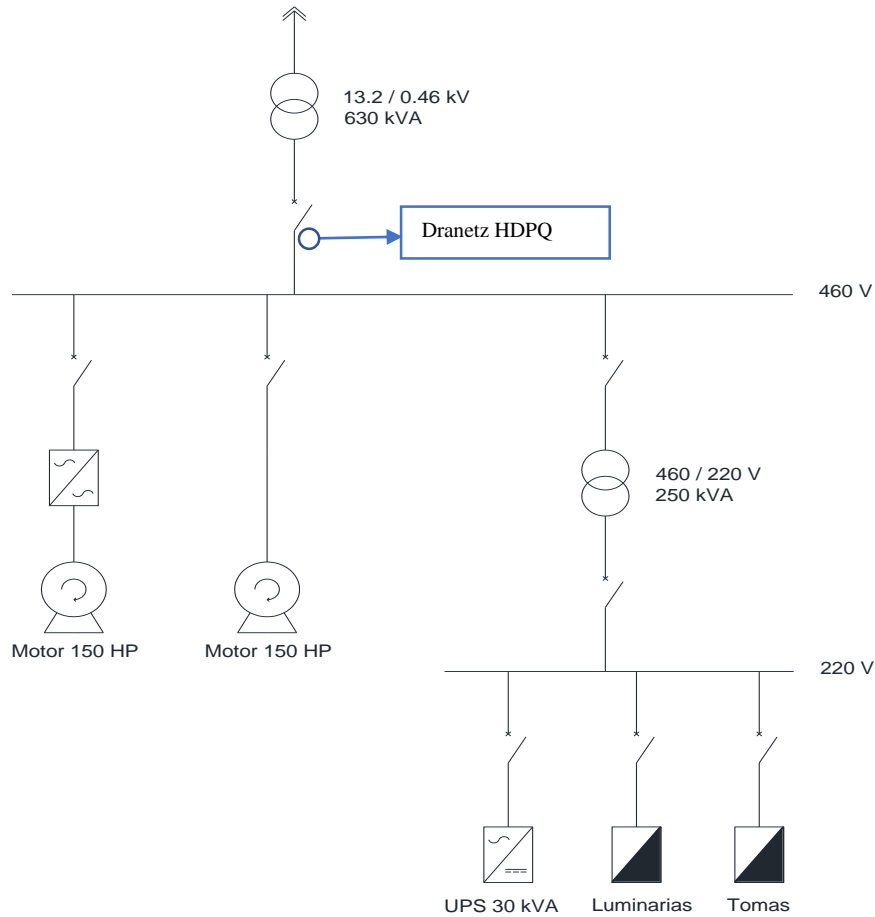 13.2 / 0.46 kV
630 kVA
Dranetz HDPQ
460 V
460 / 220 V
250 kVA
Motor 150 HP
Motor 150 HP
220 V
UPS 30 kVA
Luminarias
Tomas